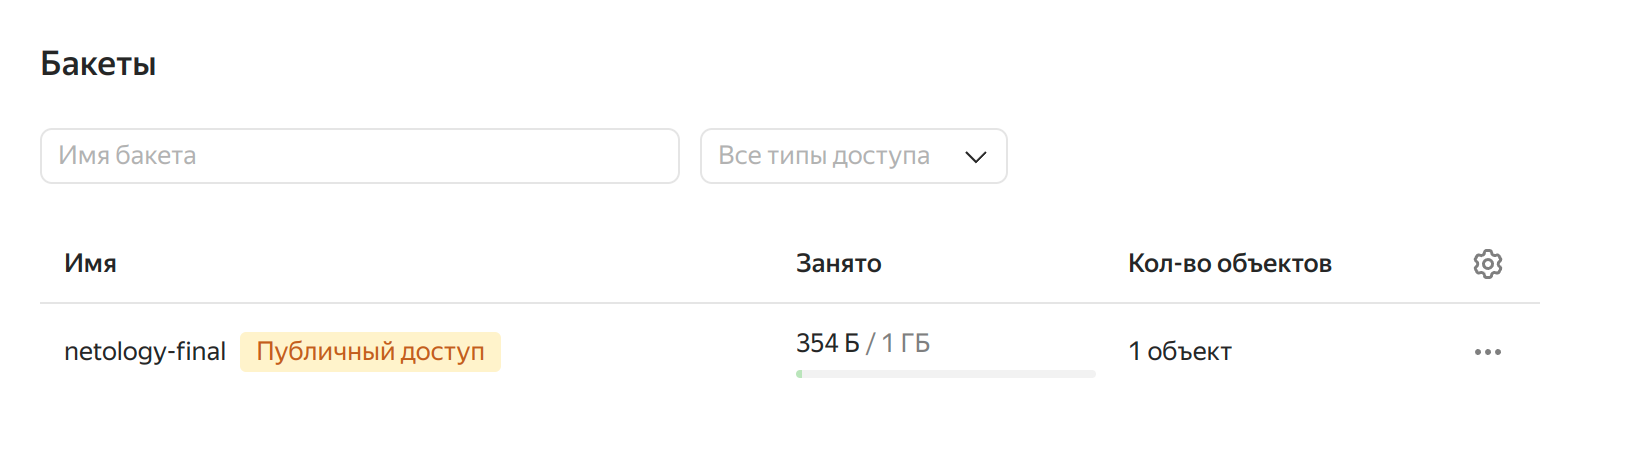 Бакеты
Имя бакета Все типы доступа
Имя Занято Кол-во объектов
netology-final Публичный доступ 354 Б / 1 ГБ 1 объект